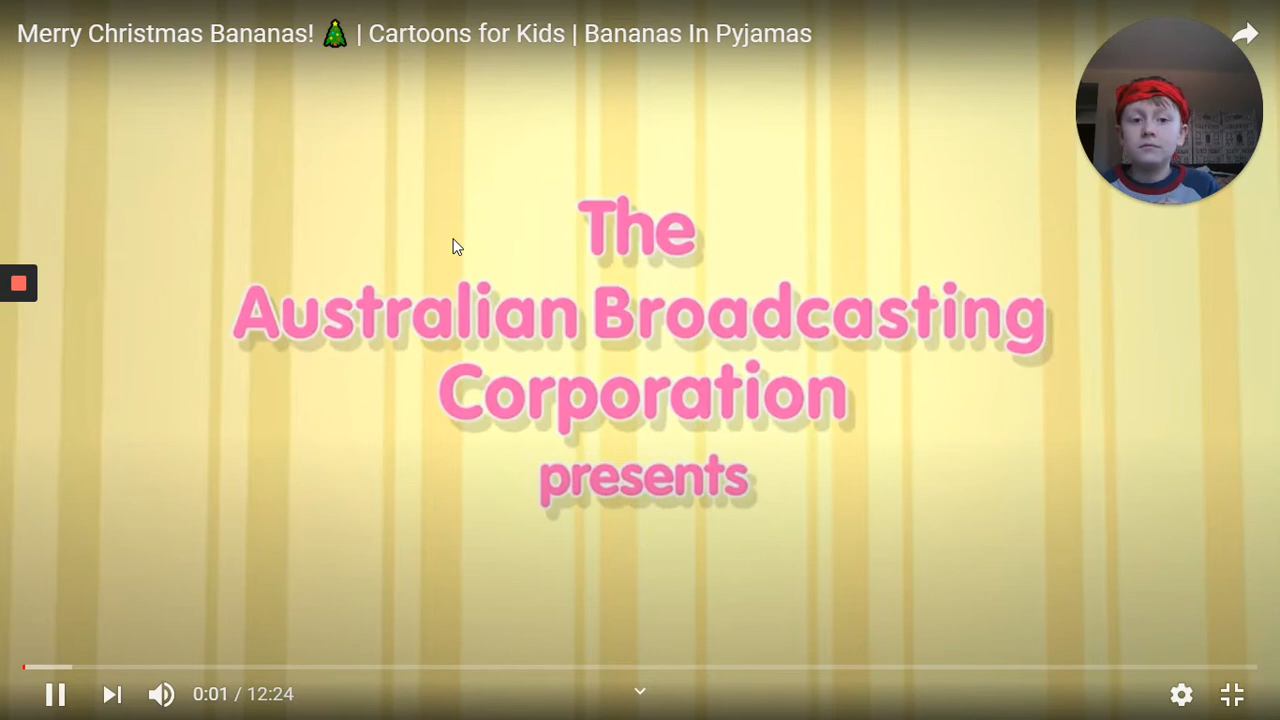 Merry Christmas Bananas! 🎄 | Cartoons for Kids | Bananas In Pyjamas
The
Australian Broadcasting
Corporation
presents
0:01 / 12:24